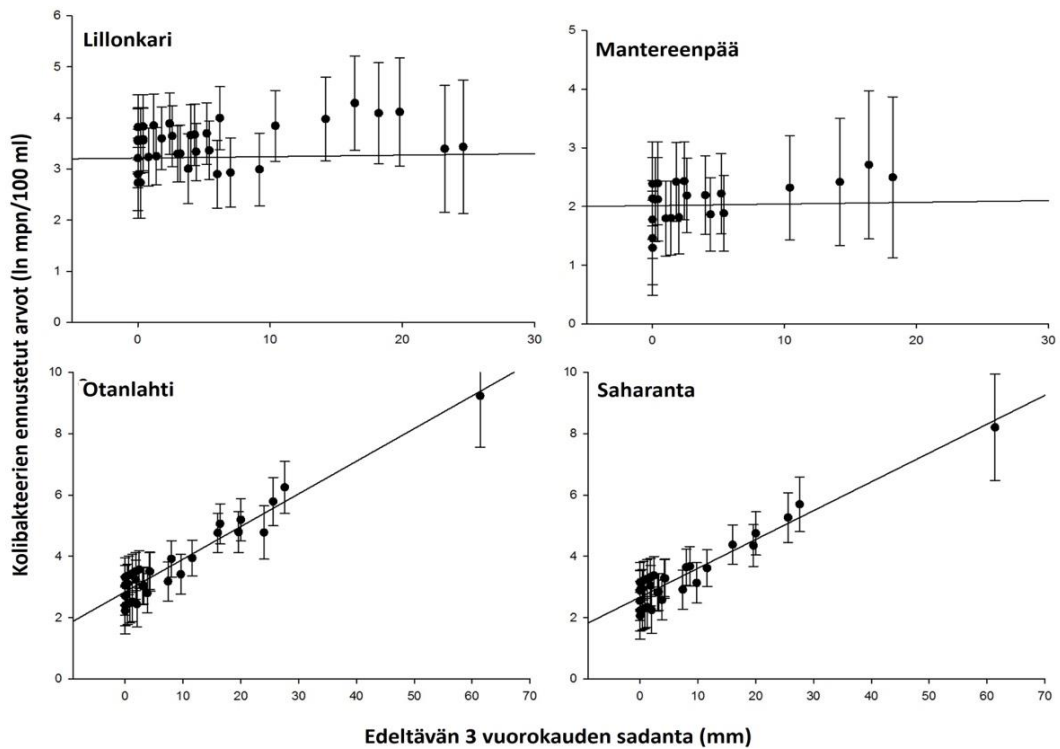 Kolibakteerien ennustetut arvot (ln mpn/100 ml)
Lillonkari
6
5
4
3
2
1
0
0 10 20 30
Mantereenpää
5
4
3
2
1
0
0 10 20 30
Otanlahti
10
8
6
4
2
0
0 10 20 30 40 50 60 70
Saharanta
10
8
6
4
2
0
0 10 20 30 40 50 60 70
Edeltävän 3 vuorokauden sadanta (mm)